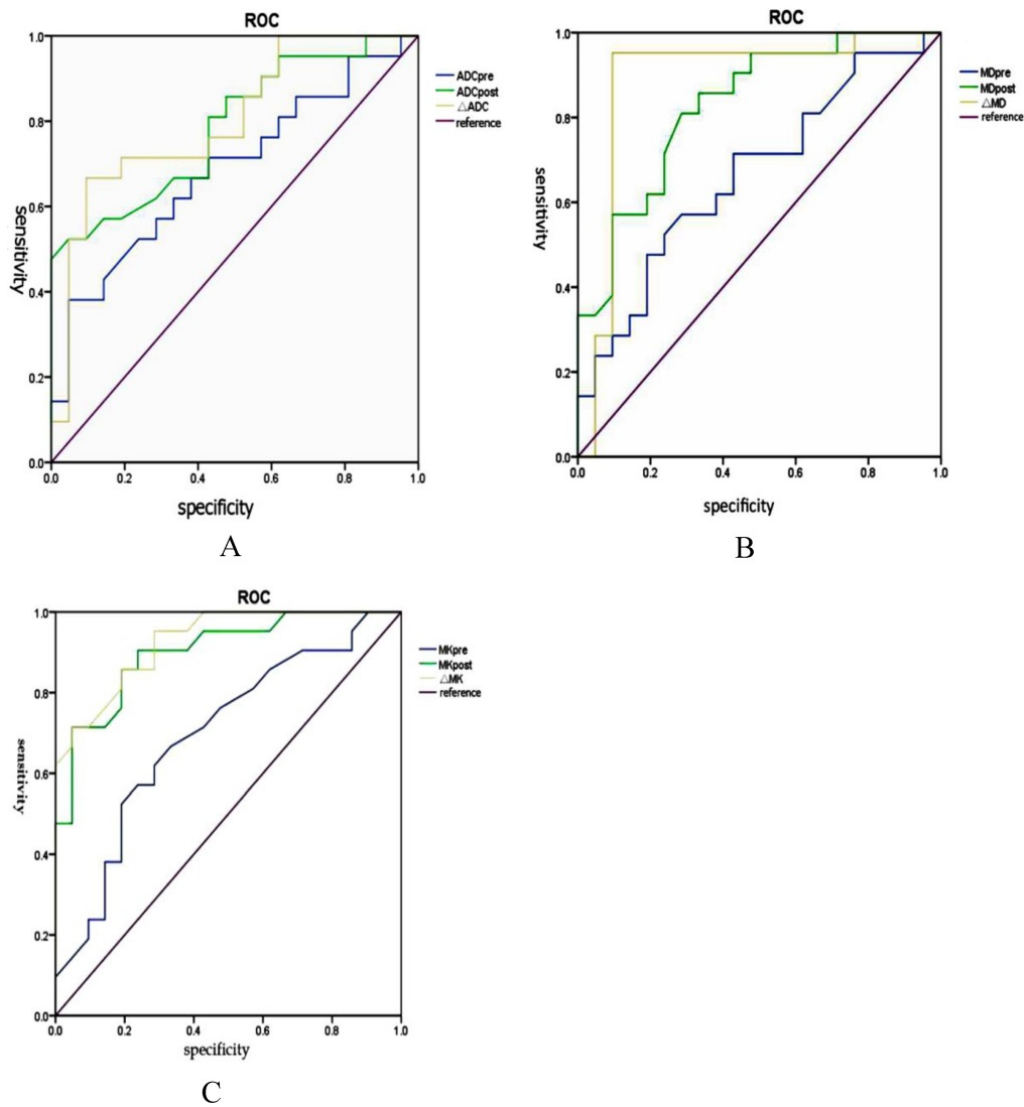 ROC
1.0
0.8
0.6
0.4
0.2
0.0
sensitivity
0.0 0.2 0.4 0.6 0.8 1.0
specificity
ADCpre
ADCpost
△ADC
reference
A
ROC
1.0
0.8
0.6
0.4
0.2
0.0
sensitivity
0.0 0.2 0.4 0.6 0.8 1.0
specificity
MDpre
MDpost
△MD
reference
B
ROC
1.0
0.8
0.6
0.4
0.2
0.0
sensitivity
0.0 0.2 0.4 0.6 0.8 1.0
specificity
MKpre
MKpost
△MK
reference
C